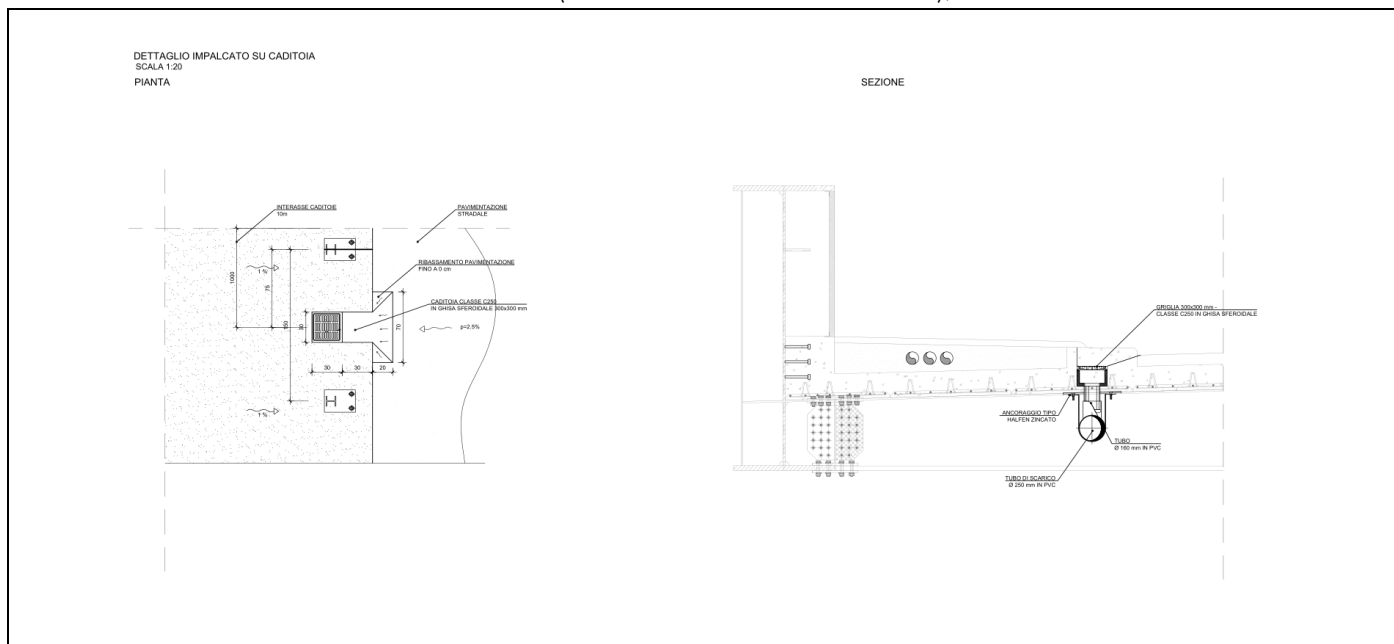 DETTAGLIO IMPALCATO SU CADITOIA
SCALA 1:20
PIANTA
SEZIONE
INTERASSE CADITOIE
10m
PAVIMENTAZIONE
STRADALE
RIBASSAMENTO PAVIMENTAZIONE
FINO A 0 cm
1 %
1000
75
150
30
CADITOIA CLASSE C250
IN GHISA SFEROIDALE 300x300 mm
70
p=2.5%
30
30
20
1 %
GRIGLIA 300x300 mm -
CLASSE C250 IN GHISA SFEROIDALE
ANCORAGGIO TIPO
HALFEN ZINCATO
TUBO
Ø 160 mm IN PVC
TUBO DI SCARICO
Ø 250 mm IN PVC